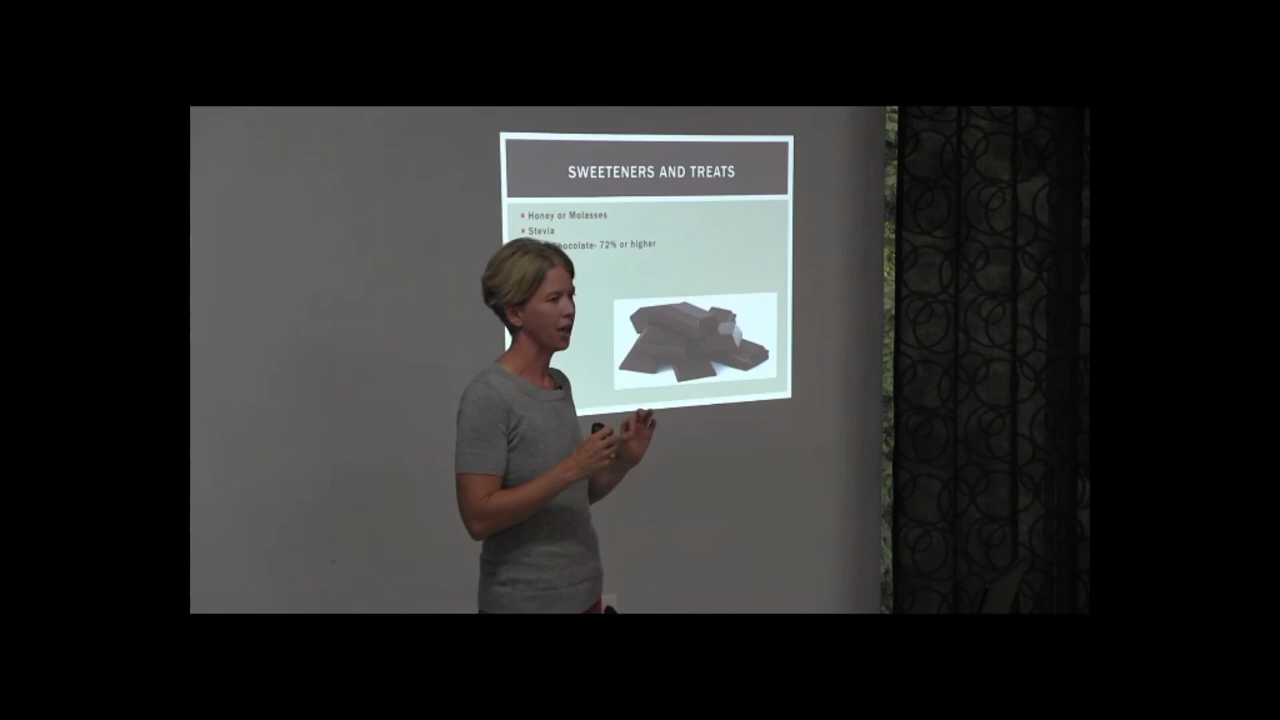 SWEETENERS AND TREATS
Honey or Molasses
Stevia
Chocolate- 72% or higher